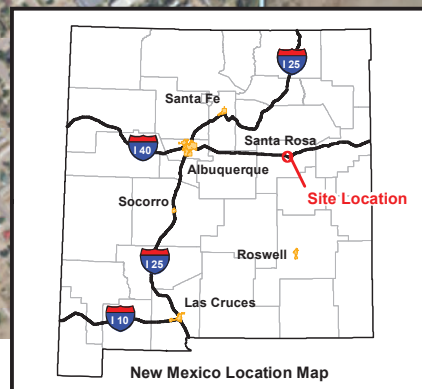 I 25
Santa Fe
Santa Rosa
I 40
Albuquerque
Site Location
Socorro
Roswell
I 25
Las Cruces
I 10
New Mexico Location Map